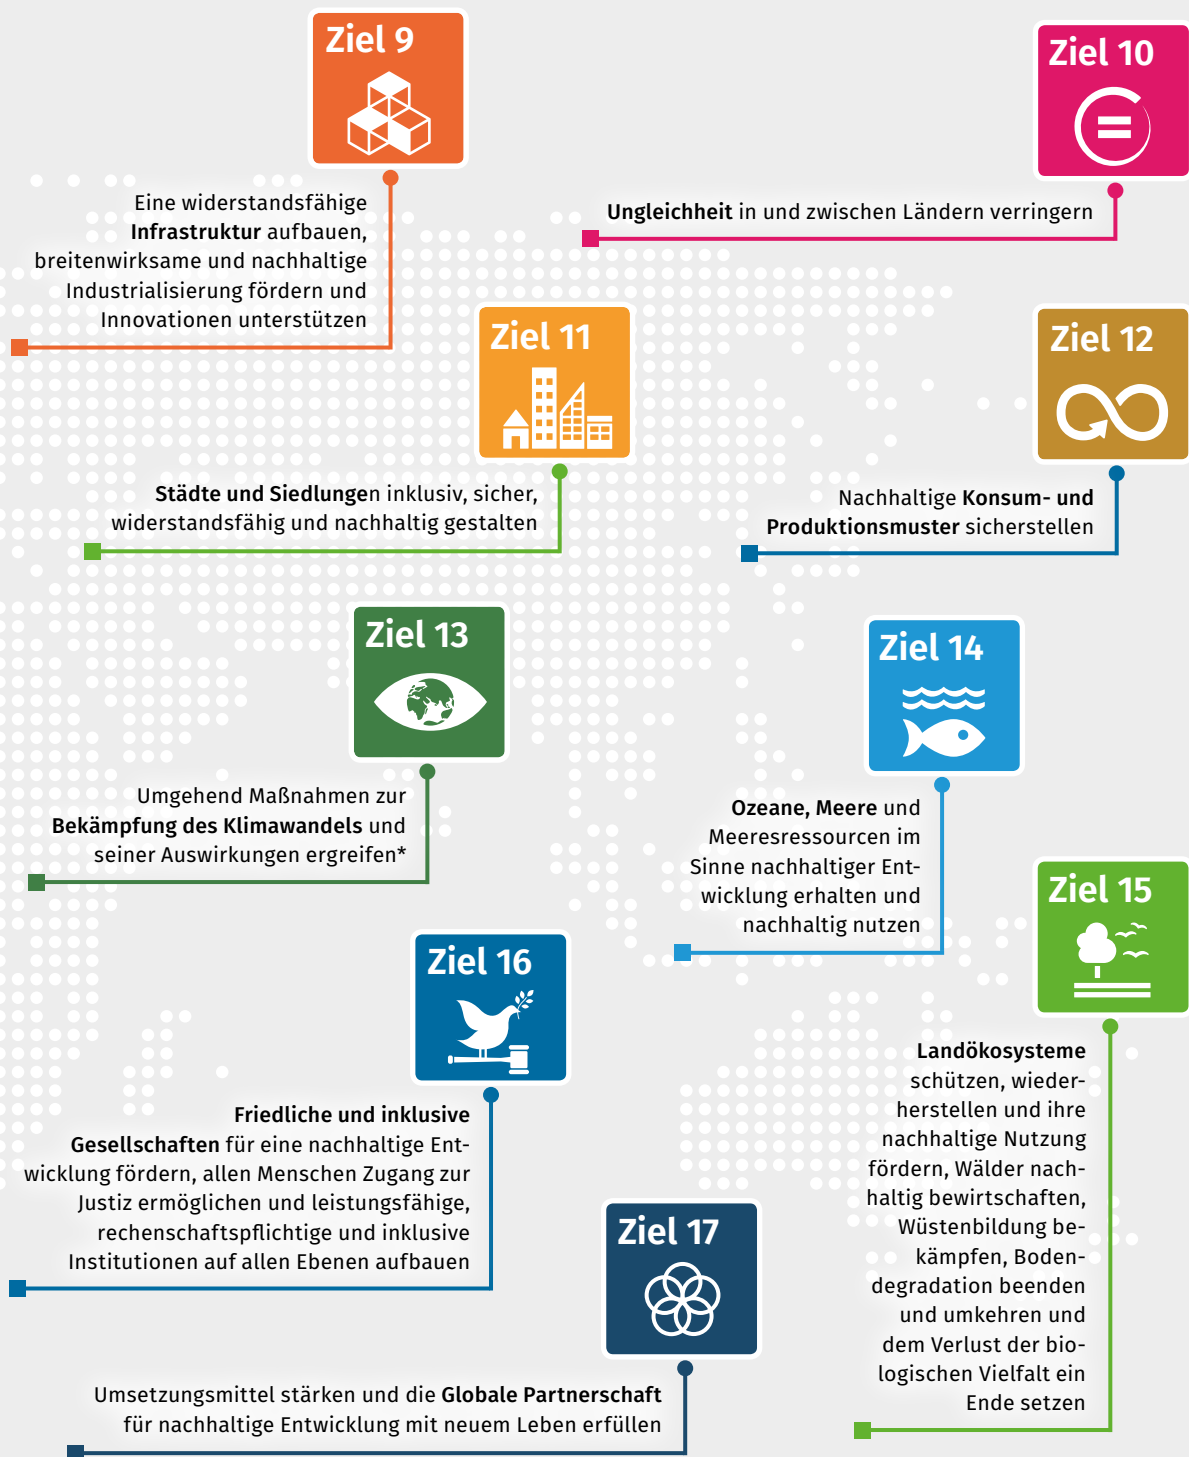 Ziel 9
Eine widerstandsfähige
Infrastruktur aufbauen,
breitenwirksame und nachhaltige
Industrialisierung fördern und
Innovationen unterstützen
Ziel 10
Ungleichheit in und zwischen Ländern verringern
Ziel 11
Städte und Siedlungen inklusiv, sicher,
widerstandsfähig und nachhaltig gestalten
Ziel 12
Nachhaltige Konsum- und
Produktionsmuster sicherstellen
Ziel 13
Umgehend Maßnahmen zur
Bekämpfung des Klimawandels und
seiner Auswirkungen ergreifen*
Ziel 14
Ozeane, Meere und
Meeresressourcen im
Sinne nachhaltiger Ent-
wicklung erhalten und
nachhaltig nutzen
Ziel 15
Landökosysteme
schützen, wieder-
herstellen und ihre
nachhaltige Nutzung
fördern, Wälder nach-
haltig bewirtschaften,
Wüstenbildung be-
kämpfen, Boden-
degradation beenden
und umkehren und
dem Verlust der bio-
logischen Vielfalt ein
Ende setzen
Ziel 16
Friedliche und inklusive
Gesellschaften für eine nachhaltige Ent-
wicklung fördern, allen Menschen Zugang zur
Justiz ermöglichen und leistungsfähige,
rechenschaftspflichtige und inklusive
Institutionen auf allen Ebenen aufbauen
Ziel 17
Umsetzungsmittel stärken und die Globale Partnerschaft
für nachhaltige Entwicklung mit neuem Leben erfüllen